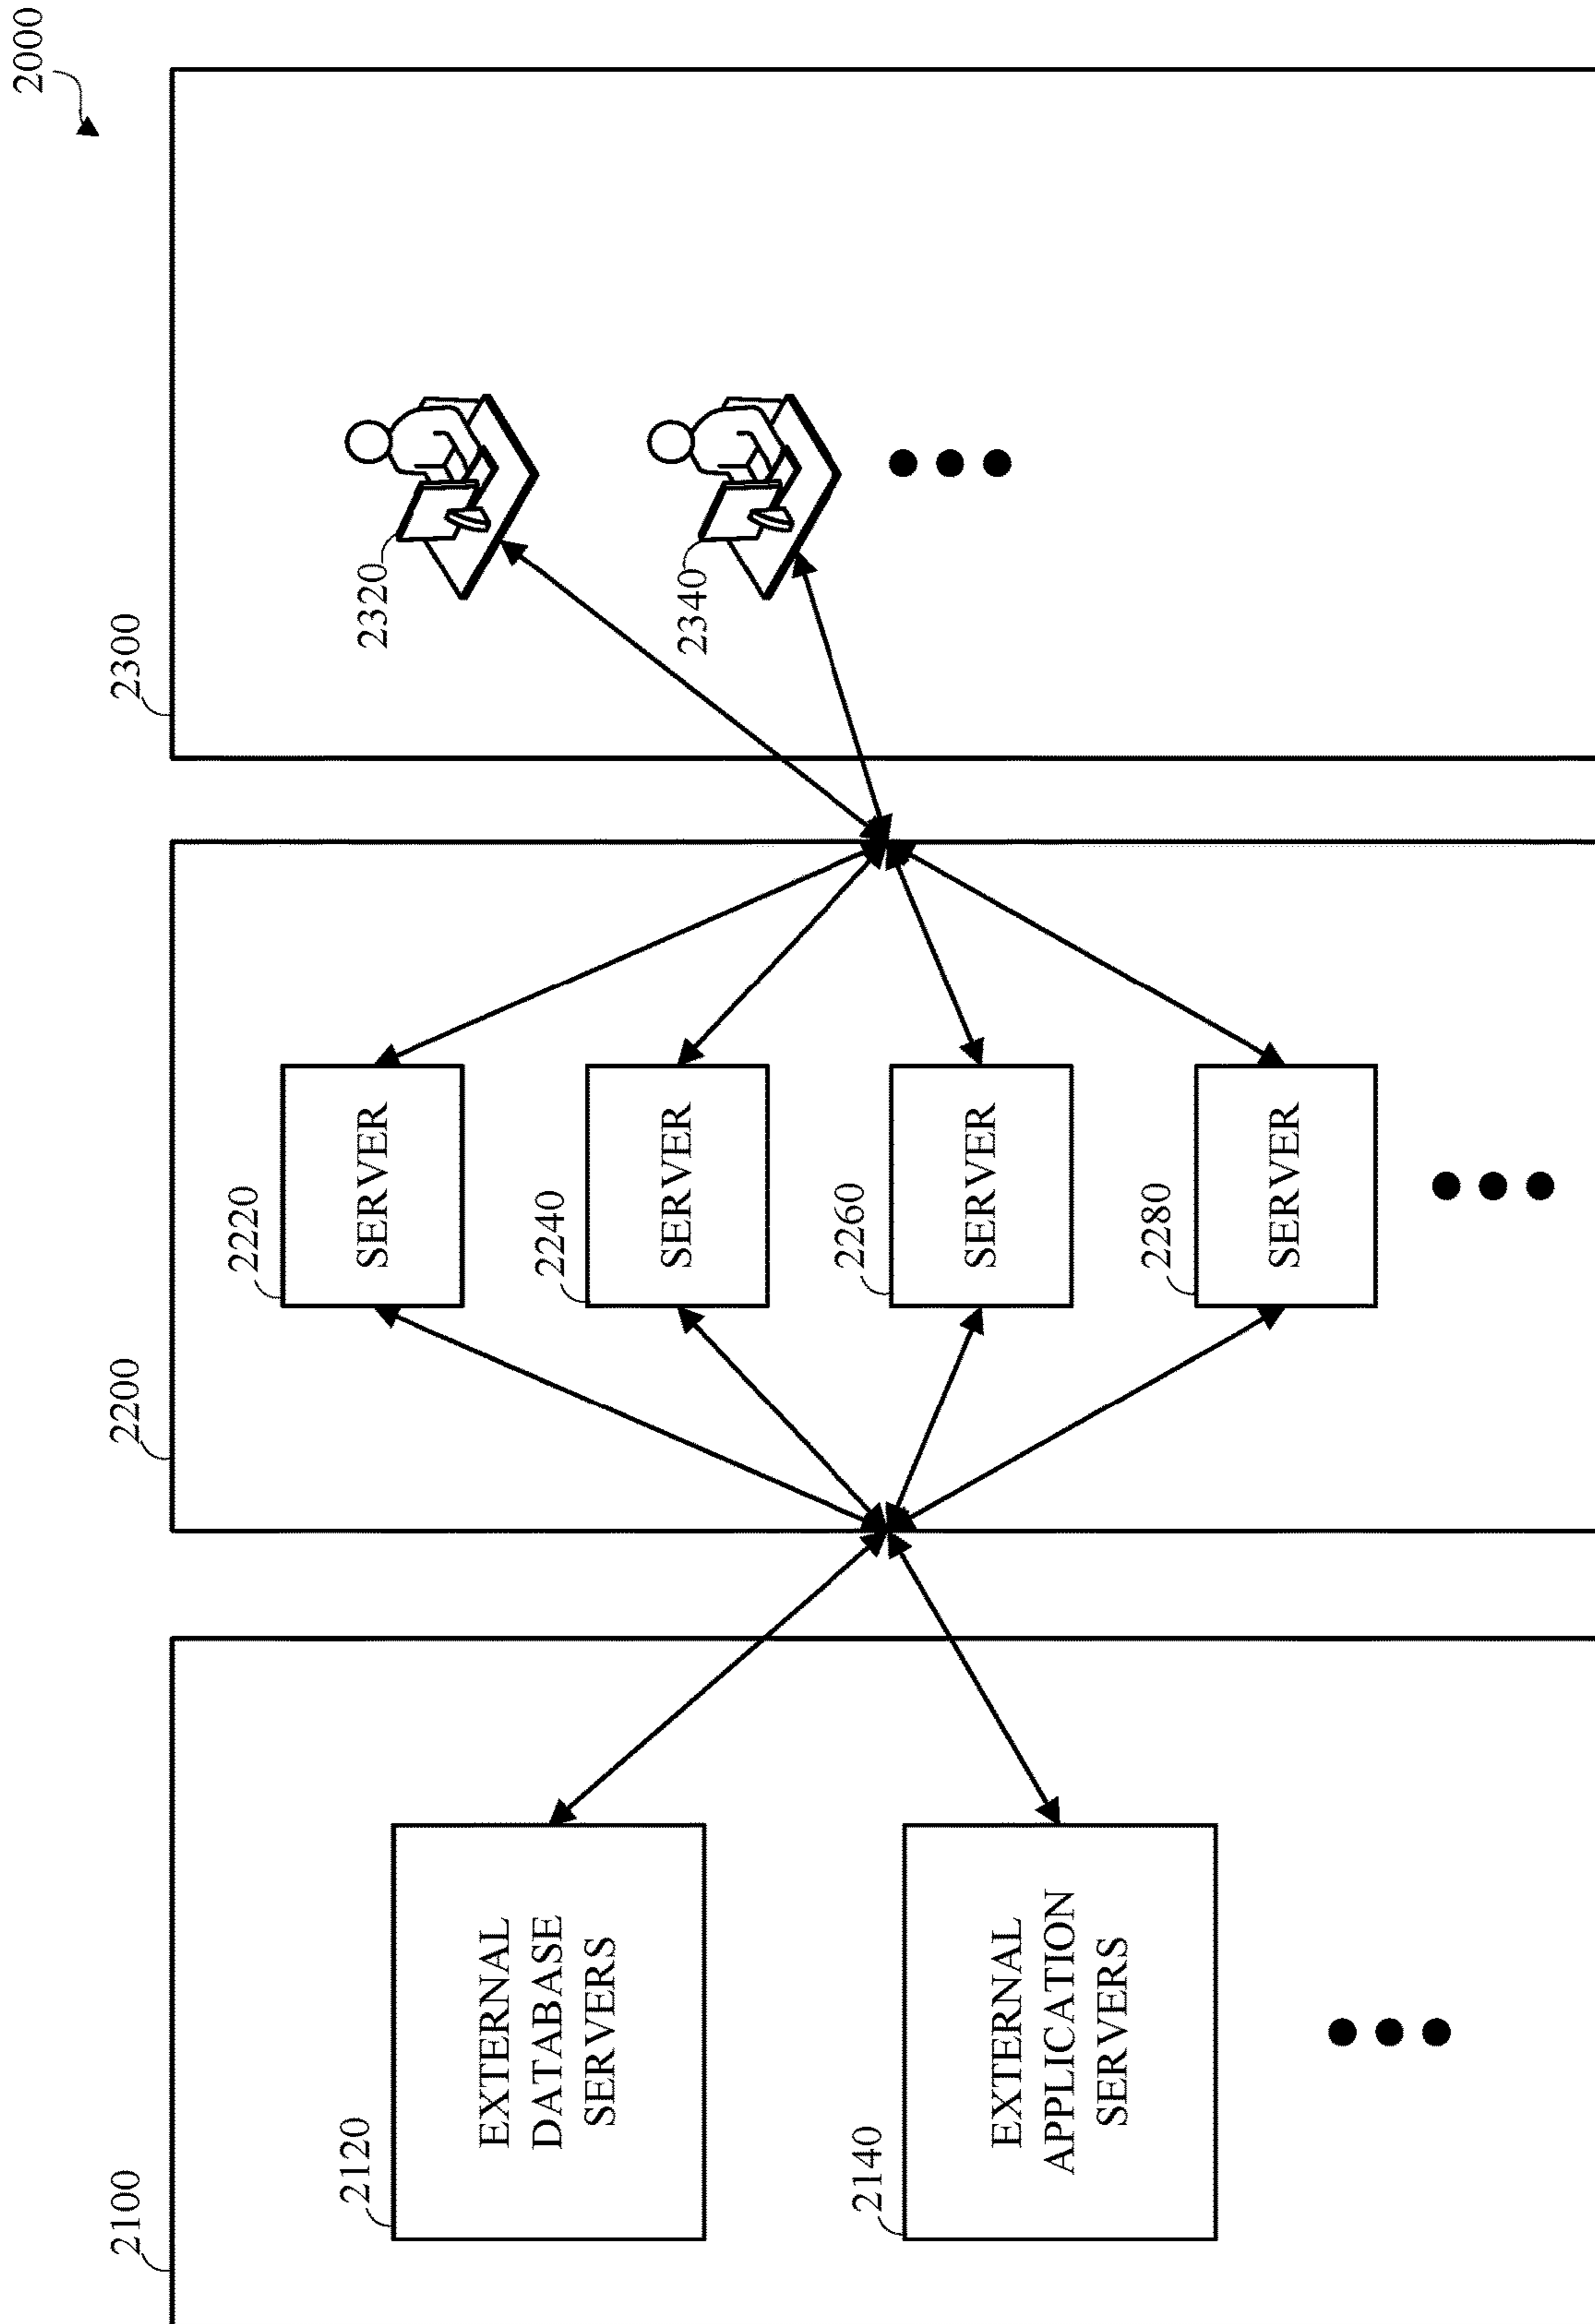 2000
2100
2120
EXTERNAL
DATABASE
SERVERS
2140
EXTERNAL
APPLICATION
SERVERS
2200
2220
SERVER
2240
SERVER
2260
SERVER
2280
SERVER
2300
2320
2340